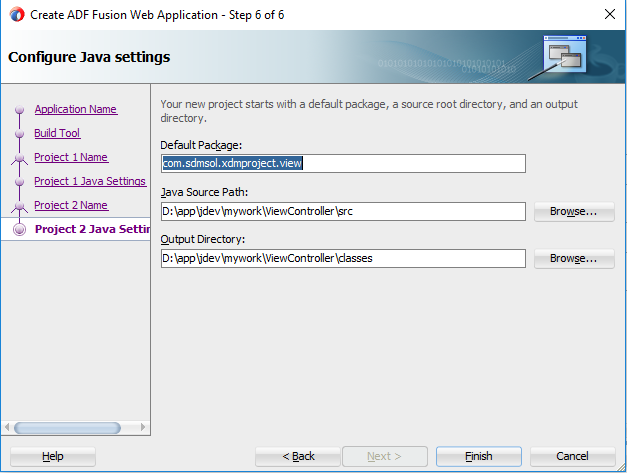 Create ADF Fusion Web Application - Step 6 of 6
Configure Java settings
010101010101010101010101
0101010101
Application Name
Build Tool
Project 1 Name
Project 1 Java Settings
Project 2 Name
Project 2 Java Settin
Your new project starts with a default package, a source root directory, and an output
directory.
Default Package:
com.sdmsol.xdmproject.view
Java Source Path:
D:\app\jdev\mywork\ViewController\src
Browse...
Output Directory:
D:\app\jdev\mywork\ViewController\classes
Browse...
Help
< Back
Next >
Finish
Cancel